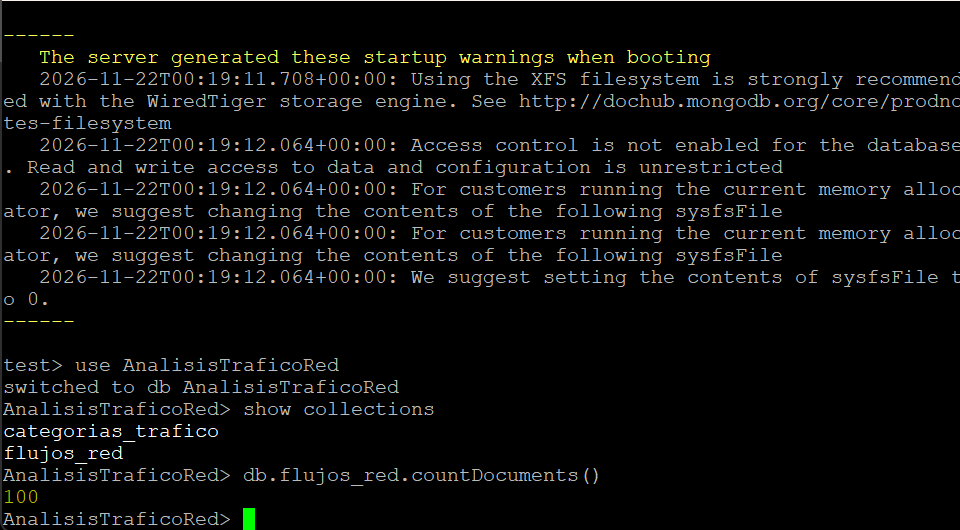 ------
   The server generated these startup warnings when booting
   2026-11-22T00:19:11.708+00:00: Using the XFS filesystem is strongly recommend
ed with the WiredTiger storage engine. See http://dochub.mongodb.org/core/prodno
tes-filesystem
   2026-11-22T00:19:12.064+00:00: Access control is not enabled for the database
. Read and write access to data and configuration is unrestricted
   2026-11-22T00:19:12.064+00:00: For customers running the current memory alloc
ator, we suggest changing the contents of the following sysfsFile
   2026-11-22T00:19:12.064+00:00: For customers running the current memory alloc
ator, we suggest changing the contents of the following sysfsFile
   2026-11-22T00:19:12.064+00:00: We suggest setting the contents of sysfsFile t
o 0.
------
test> use AnalisisTraficoRed
switched to db AnalisisTraficoRed
AnalisisTraficoRed> show collections
categorias_trafico
flujos_red
AnalisisTraficoRed> db.flujos_red.countDocuments()
100
AnalisisTraficoRed>